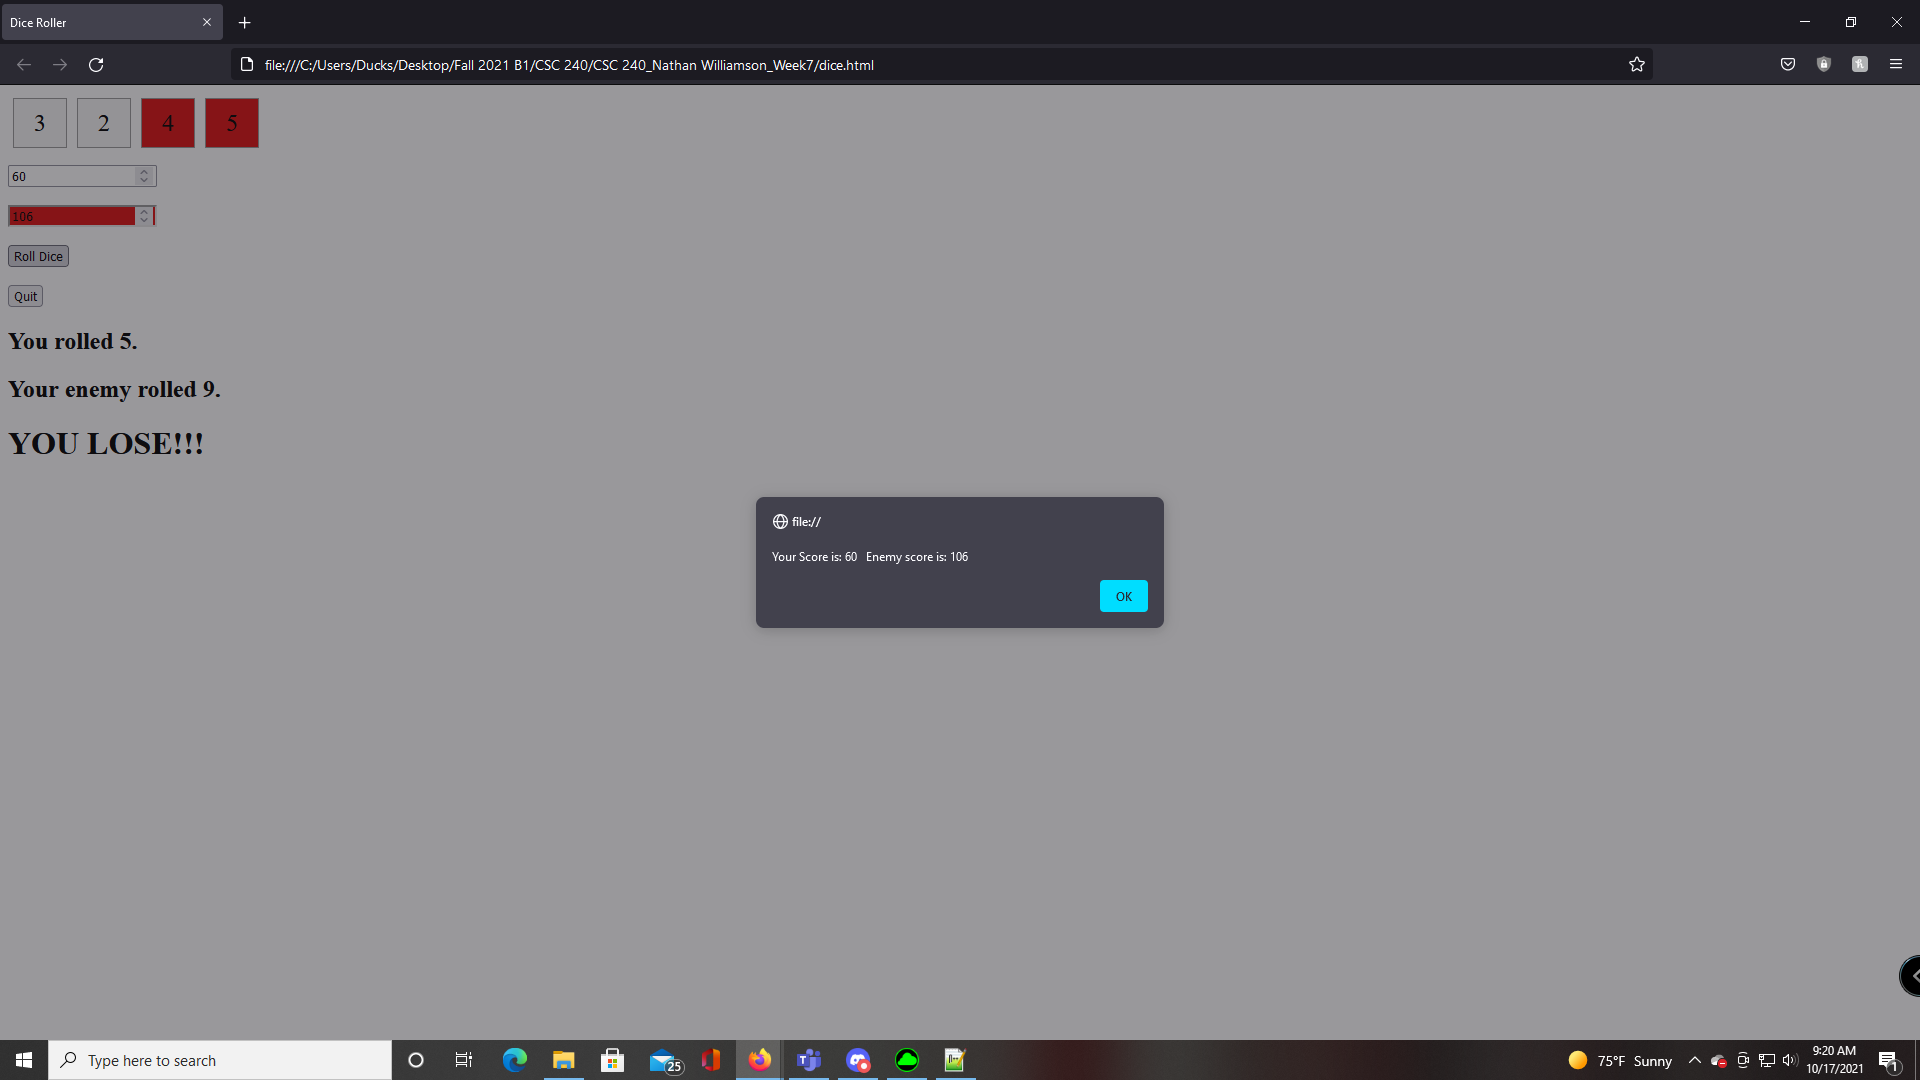 Dice Roller
file:///C:/Users/Ducks/Desktop/Fall 2021 B1/CSC 240/CSC 240_Nathan Williamson_Week7/dice.html
3 2 4 5
60
106
Roll Dice
Quit
You rolled 5.
Your enemy rolled 9.
YOU LOSE!!!
file://
Your Score is: 60 Enemy score is: 106
OK
Type here to search
25
75°F Sunny
9:20 AM
10/17/2021
1